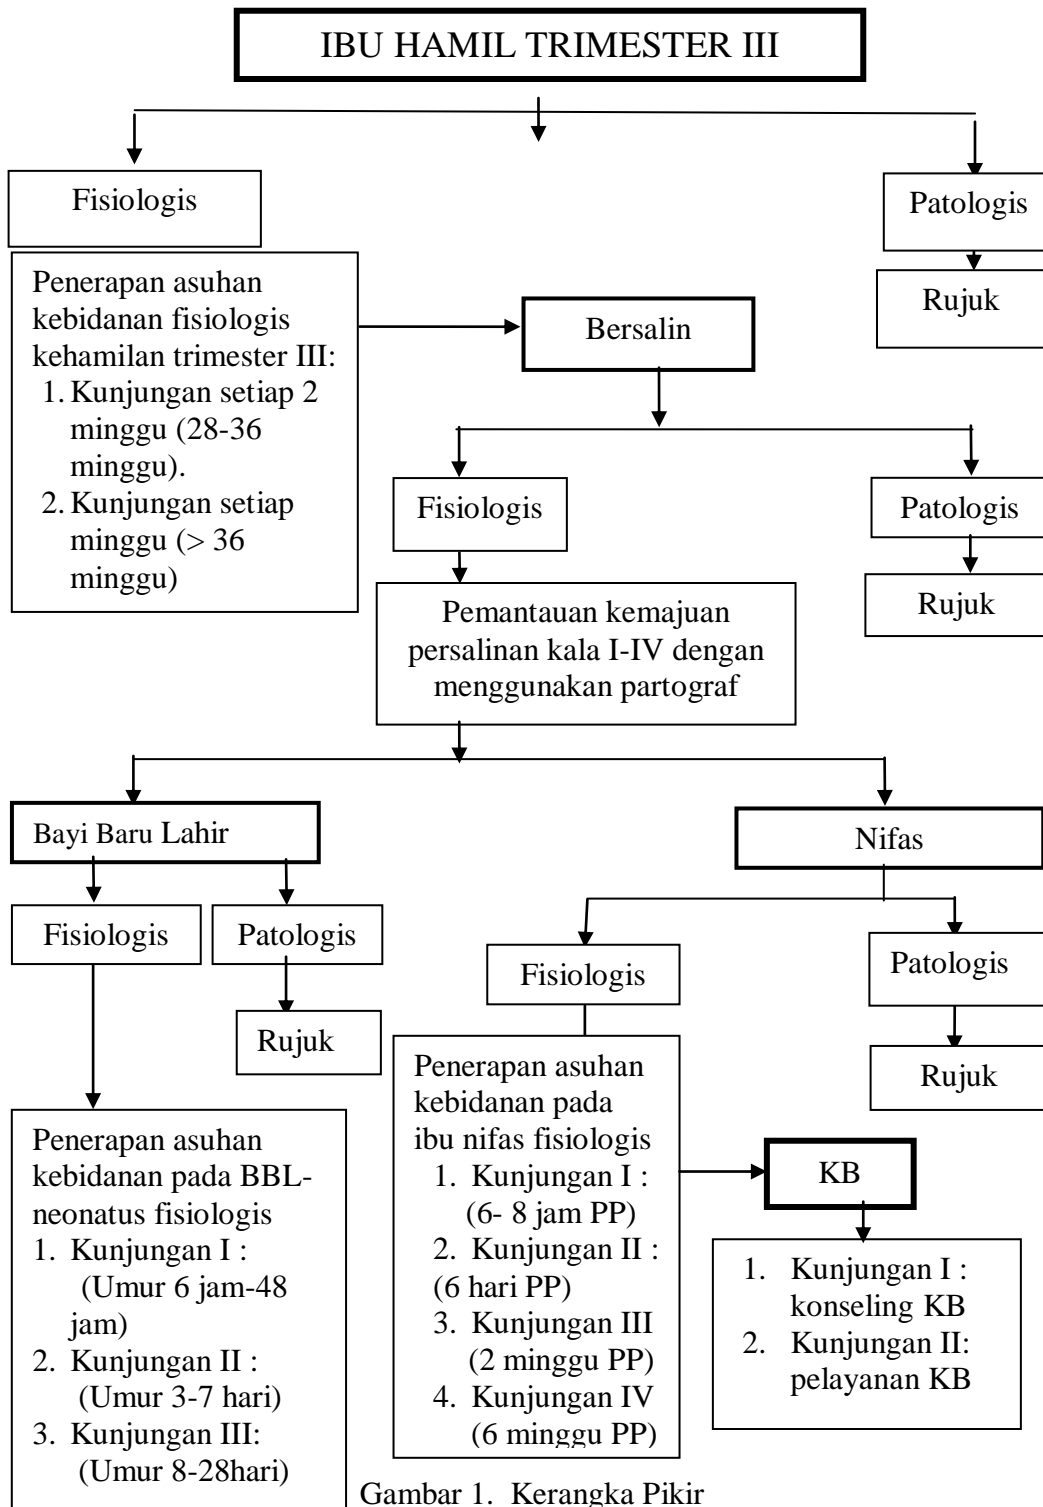 IBU HAMIL TRIMESTER III
Fisiologis
Patologis
Rujuk
Penerapan asuhan
kebidanan fisiologis
kehamilan trimester III:
1. Kunjungan setiap 2
minggu (28-36
minggu).
2. Kunjungan setiap
minggu (> 36
minggu)
Bersalin
Fisiologis
Patologis
Rujuk
Pemantauan kemajuan
persalinan kala I-IV dengan
menggunakan partograf
Bayi Baru Lahir
Nifas
Fisiologis
Patologis
Rujuk
Fisiologis
Patologis
Rujuk
Penerapan asuhan
kebidanan pada BBL-
neonatus fisiologis
1. Kunjungan I :
(Umur 6 jam-48
jam)
2. Kunjungan II :
(Umur 3-7 hari)
3. Kunjungan III:
(Umur 8-28hari)
Penerapan asuhan
kebidanan pada
ibu nifas fisiologis
1. Kunjungan I :
(6- 8 jam PP)
2. Kunjungan II :
(6 hari PP)
3. Kunjungan III
(2 minggu PP)
4. Kunjungan IV
(6 minggu PP)
KB
1. Kunjungan I :
konseling KB
2. Kunjungan II:
pelayanan KB
Gambar 1. Kerangka Pikir